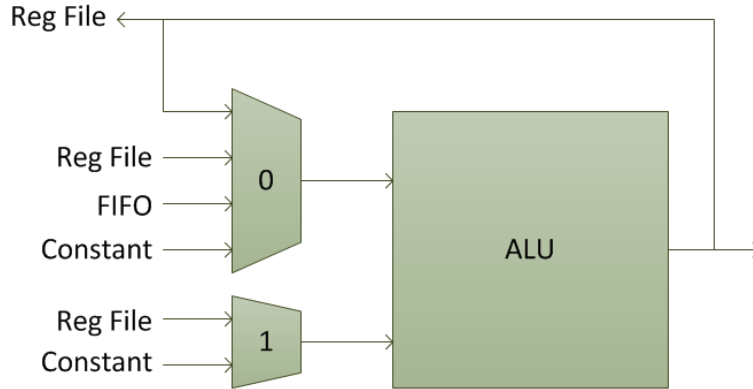 Reg File
Reg File
FIFO
Constant
0
ALU
Reg File
Constant
1